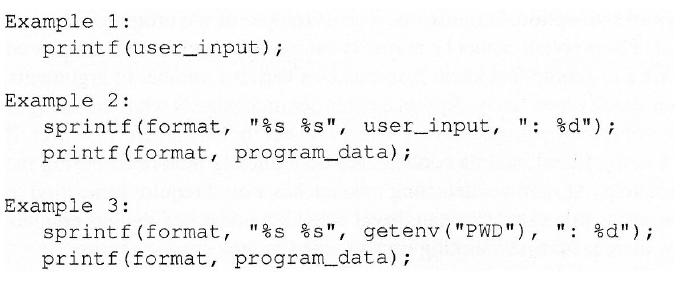 Example 1:
printf(user_input);
Example 2:
sprintf(format, "%s %s", user_input, ": %d");
printf(format, program_data);
Example 3:
sprintf(format, "%s %s", getenv("PWD"), ": %d");
printf(format, program_data);